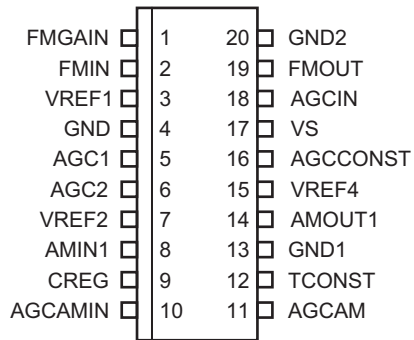 FMGAIN 1 20 GND2
FMIN 2 19 FMOUT
VREF1 3 18 AGCIN
GND 4 17 VS
AGC1 5 16 AGCCONST
AGC2 6 15 VREF4
VREF2 7 14 AMOUT1
AMIN1 8 13 GND1
CREG 9 12 TCONST
AGCAMIN 10 11 AGCAM